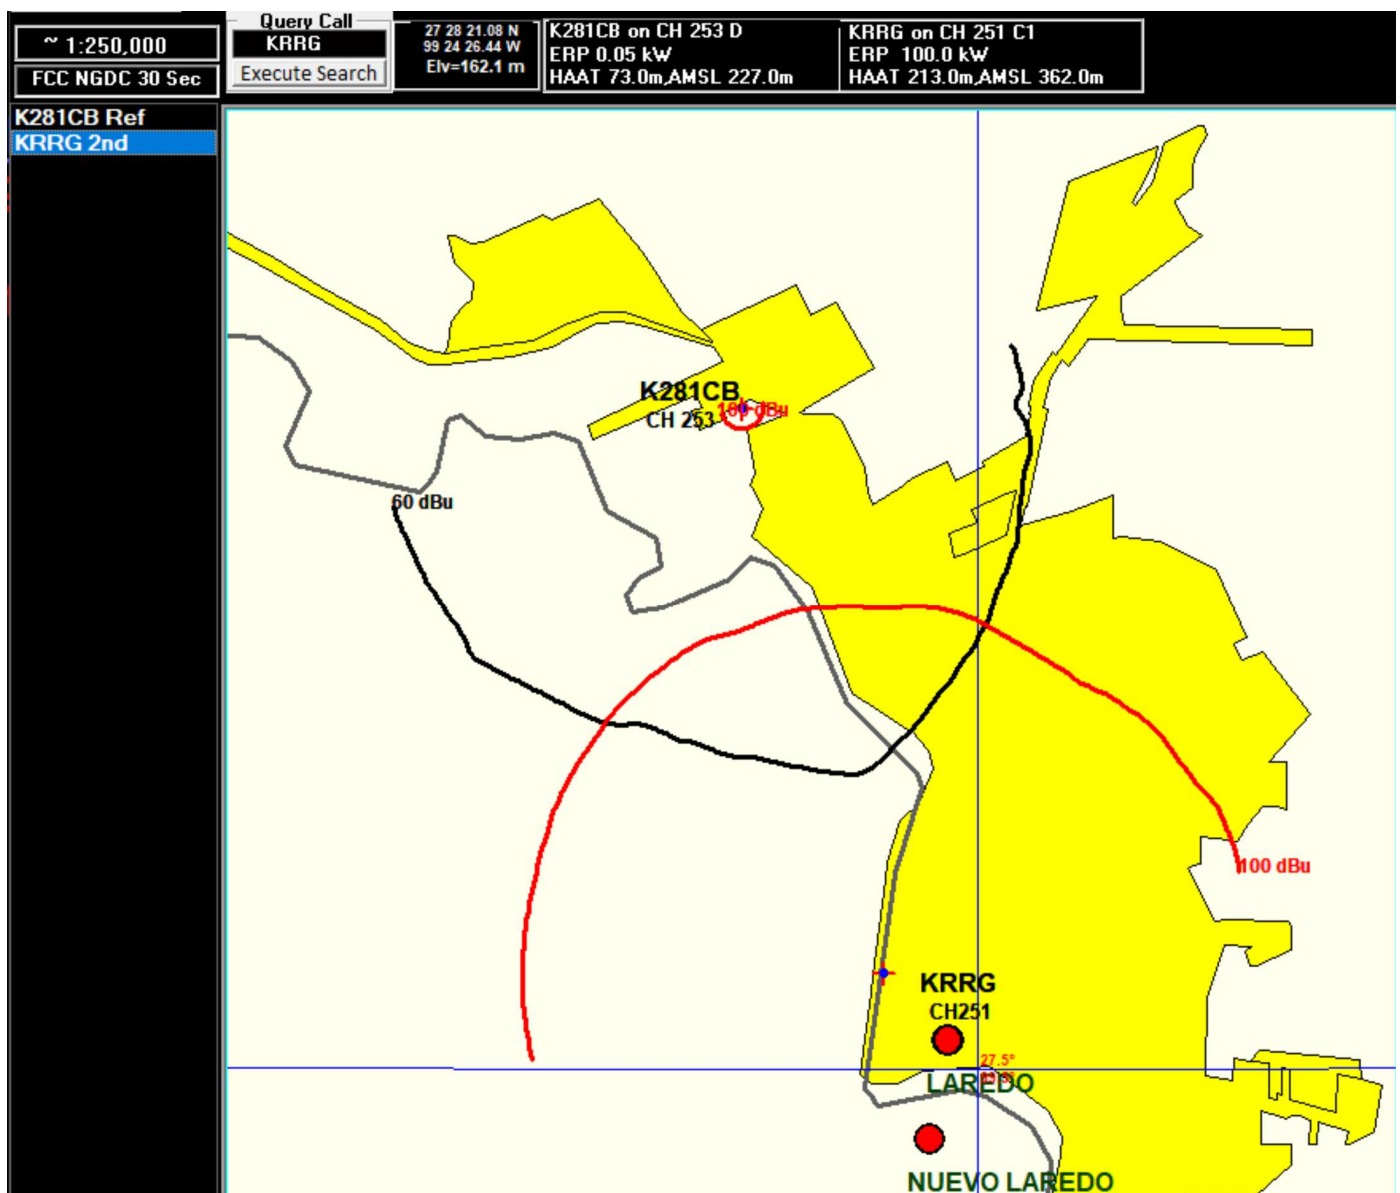 ~ 1:250,000
FCC NGDC 30 Sec
Query Call
KRRG
Execute Search
27 28 21.08 N
99 24 26.44 W
Elv=162.1 m
K281CB on CH 253 D
ERP 0.05 kW
HAAT 73.0m,AMSL 227.0m
KRRG on CH 251 C1
ERP 100.0 kW
HAAT 213.0m,AMSL 362.0m
K281CB Ref
KRRG 2nd
K281CB
dBu
CH 253
60 dBu
100 dBu
KRRG
CH251
27.5°
LAREDO
NUEVO LAREDO